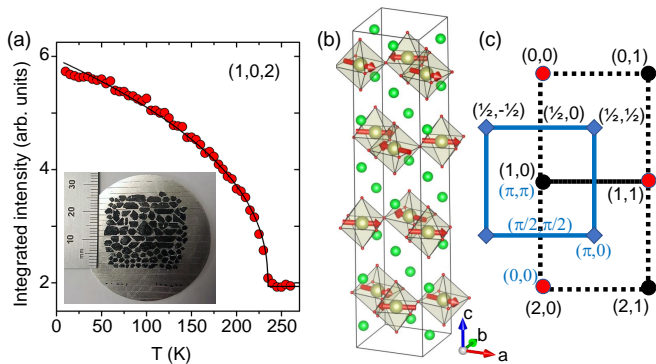 (a)
Integrated intensity (arb. units)
6
5
4
3
2
(1,0,2)
30
20
10
mm
0
50
100
150
200
250
T (K)
(b)
c
b
a
(c)
(0,0)
(0,1)
(½,-½)
(½,0)
(½,½)
(1,0)
(π,π)
(1,1)
(π/2,π/2)
(π,0)
(0,0)
(2,0)
(2,1)